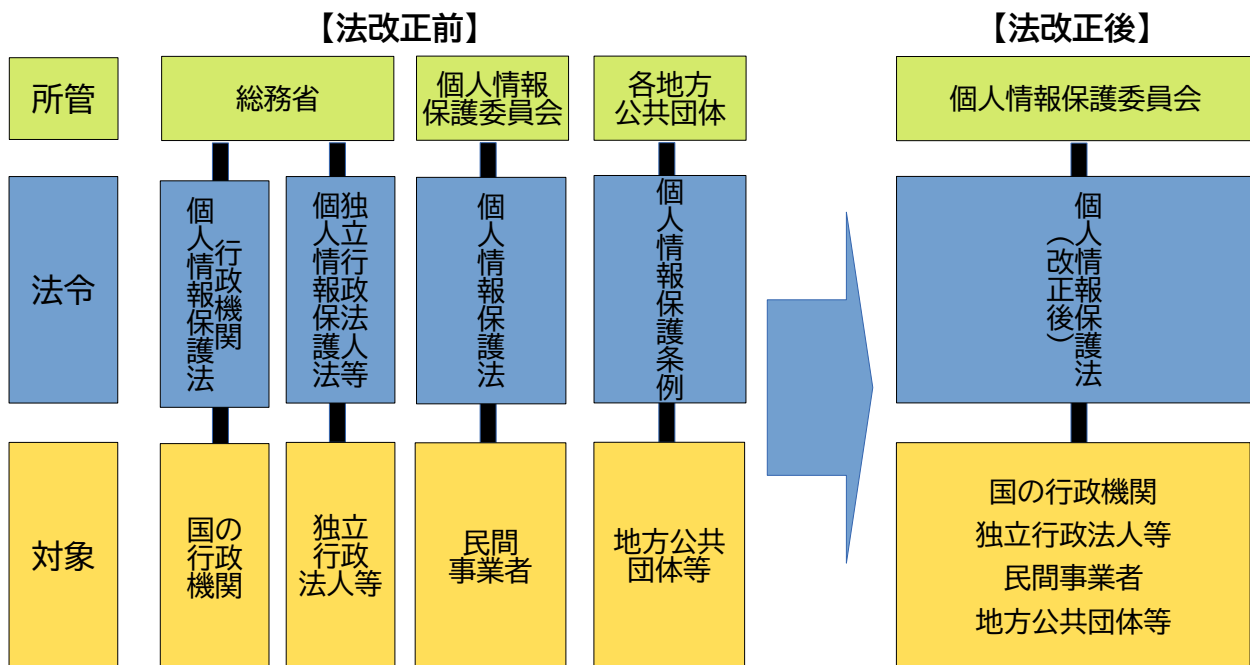 【法改正前】
【法改正後】
所管
総務省
個人情報
保護委員会
各地方
公共団体
個人情報保護委員会
法令
行政機関
個人情報保護法
独立行政法人等
個人情報保護法
個人情報保護法
個人情報保護条例
個人情報保護法
（改正後）
対象
国の
行政
機関
独立
行政
法人等
民間
事業者
地方公共
団体等
国の行政機関
独立行政法人等
民間事業者
地方公共団体等